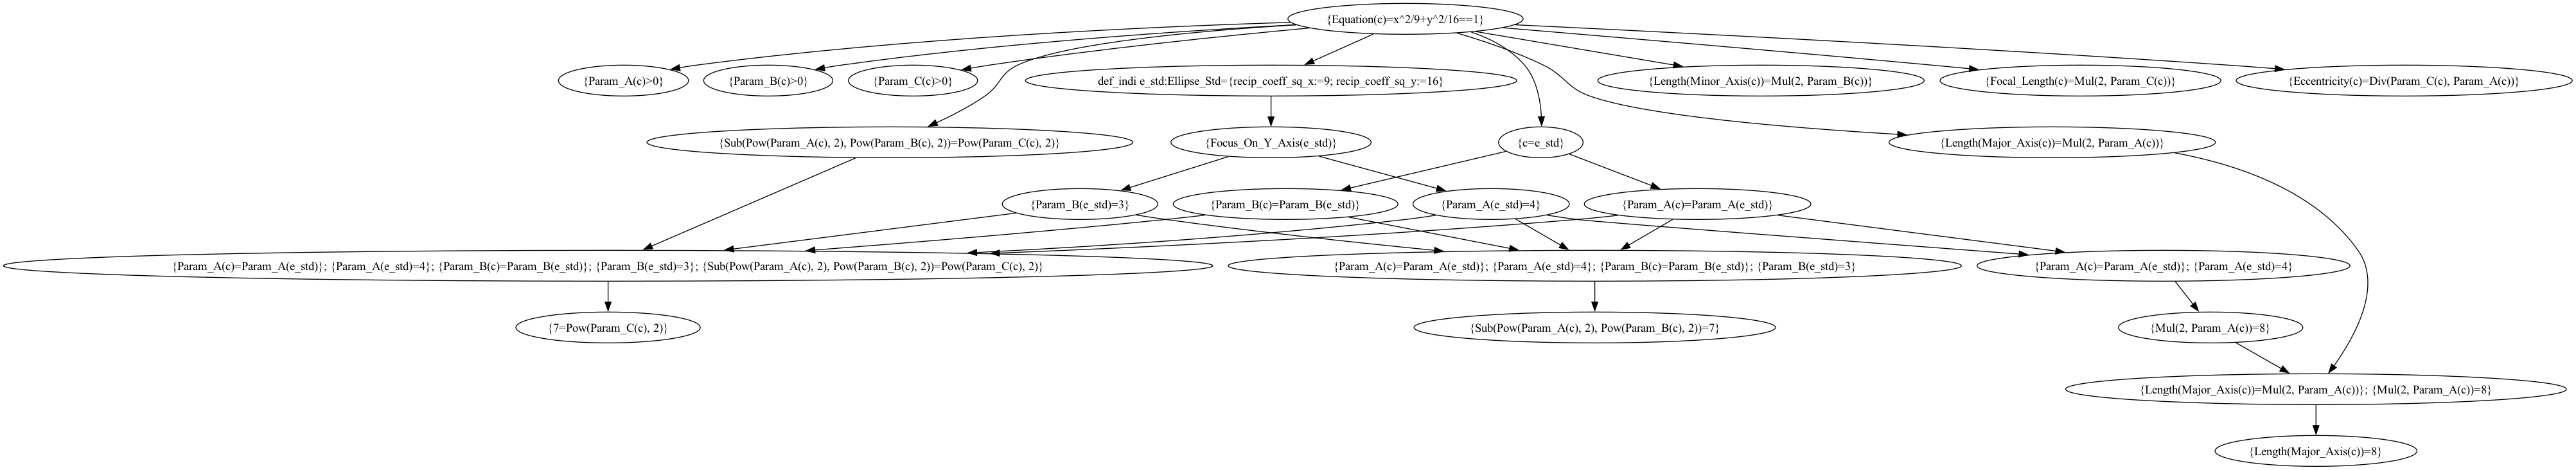 {Equation(c)=x^2/9+y^2/16==1}
{Param_A(c)>0}
{Param_B(c)>0}
{Param_C(c)>0}
def_indi e_std:Ellipse_Std={recip_coeff_sq_x:=9; recip_coeff_sq_y:=16}
{Length(Minor_Axis(c))=Mul(2, Param_B(c))}
{Focal_Length(c)=Mul(2, Param_C(c))}
{Eccentricity(c)=Div(Param_C(c), Param_A(c))}
{Sub(Pow(Param_A(c), 2), Pow(Param_B(c), 2))=Pow(Param_C(c), 2)}
{Focus_On_Y_Axis(e_std)}
{c=e_std}
{Length(Major_Axis(c))=Mul(2, Param_A(c))}
{Param_B(e_std)=3}
{Param_B(c)=Param_B(e_std)}
{Param_A(e_std)=4}
{Param_A(c)=Param_A(e_std)}
{Param_A(c)=Param_A(e_std)}; {Param_A(e_std)=4}; {Param_B(c)=Param_B(e_std)}; {Param_B(e_std)=3}; {Sub(Pow(Param_A(c), 2), Pow(Param_B(c), 2))=Pow(Param_C(c), 2)}
{Param_A(c)=Param_A(e_std)}; {Param_A(e_std)=4}; {Param_B(c)=Param_B(e_std)}; {Param_B(e_std)=3}
{Param_A(c)=Param_A(e_std)}; {Param_A(e_std)=4}
{7=Pow(Param_C(c), 2)}
{Sub(Pow(Param_A(c), 2), Pow(Param_B(c), 2))=7}
{Mul(2, Param_A(c))=8}
{Length(Major_Axis(c))=Mul(2, Param_A(c))}; {Mul(2, Param_A(c))=8}
{Length(Major_Axis(c))=8}